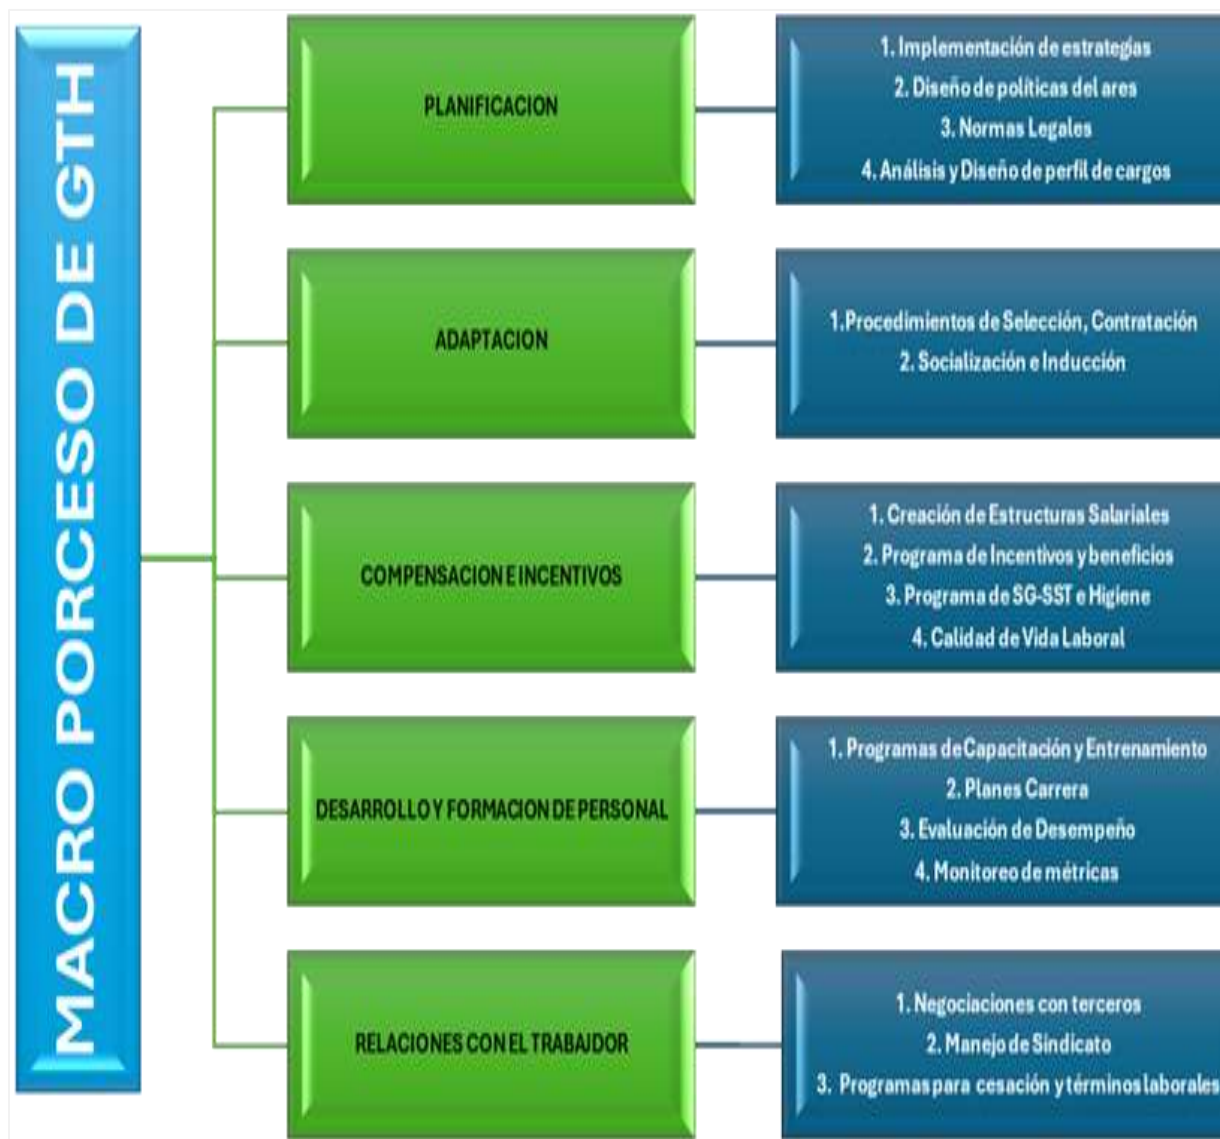 MACRO PORCESO DE GTH
PLANIFICACION
1. Implementación de estrategias
2. Diseño de políticas del ares
3. Normas Legales
4. Análisis y Diseño de perfil de cargos
ADAPTACION
1.Procedimientos de Selección, Contratación
2. Socialización e Inducción
COMPENSACION E INCENTIVOS
1. Creación de Estructuras Salariales
2. Programa de Incentivos y beneficios
3. Programa de SG-SST e Higiene
4. Calidad de Vida Laboral
DESARROLLO Y FORMACION DE PERSONAL
1. Programas de Capacitación y Entrenamiento
2. Planes Carrera
3. Evaluación de Desempeño
4. Monitoreo de métricas
RELACIONES CON EL TRABAJDOR
1. Negociaciones con terceros
2. Manejo de Sindicato
3. Programas para cesación y términos laborales